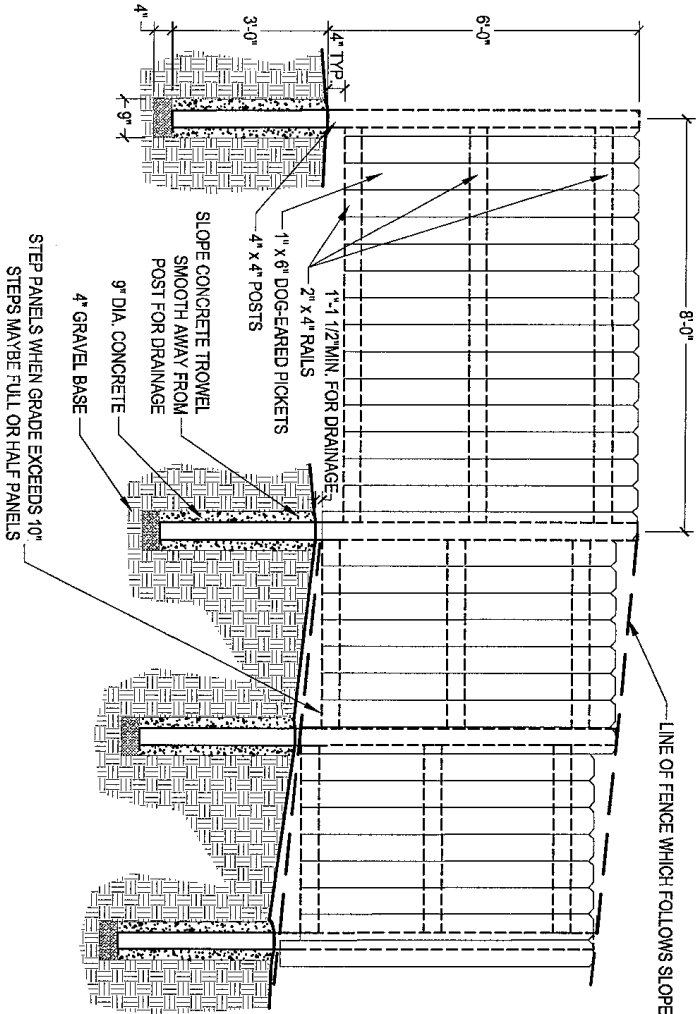 8'-0"
LINE OF FENCE WHICH FOLLOWS SLOPE
6'-0"
3'-0"
4"
4" TYP.
9"
1"-1 1/2"MIN. FOR DRAINAGE
2" x 4" RAILS
1" x 6" DOG-EARED PICKETS
4" x 4" POSTS
SLOPE CONCRETE TROWEL
SMOOTH AWAY FROM
POST FOR DRAINAGE
9" DIA. CONCRETE
4" GRAVEL BASE
STEP PANELS WHEN GRADE EXCEEDS 10"
STEPS MAYBE FULL OR HALF PANELS